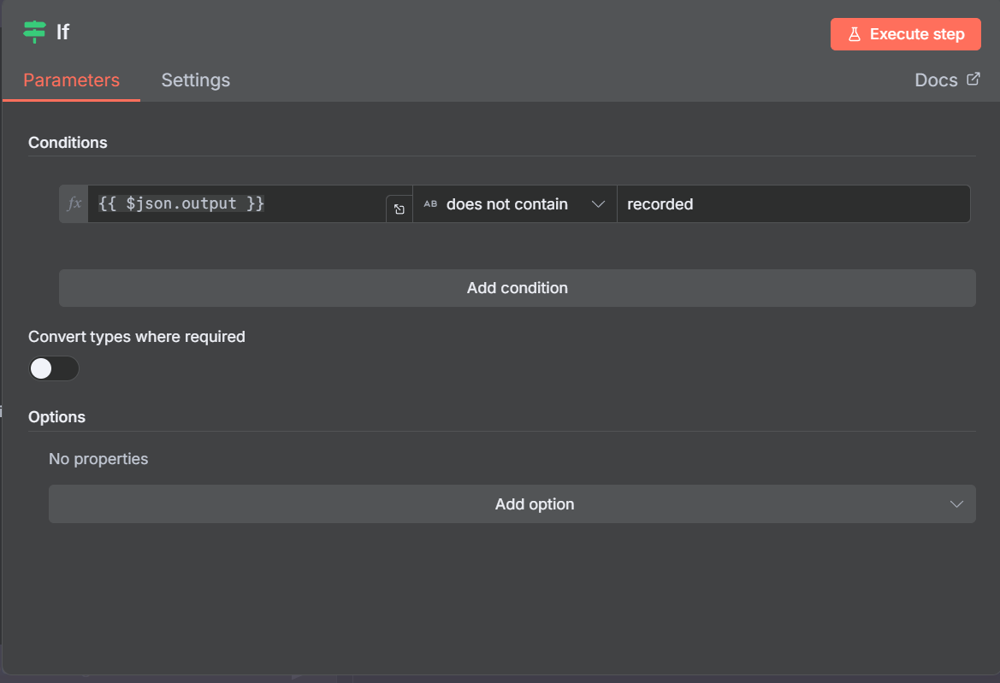 If
Execute step
Parameters
Settings
Docs
Conditions
fx
{{ $json.output }}
AB does not contain
recorded
Add condition
Convert types where required
Options
No properties
Add option